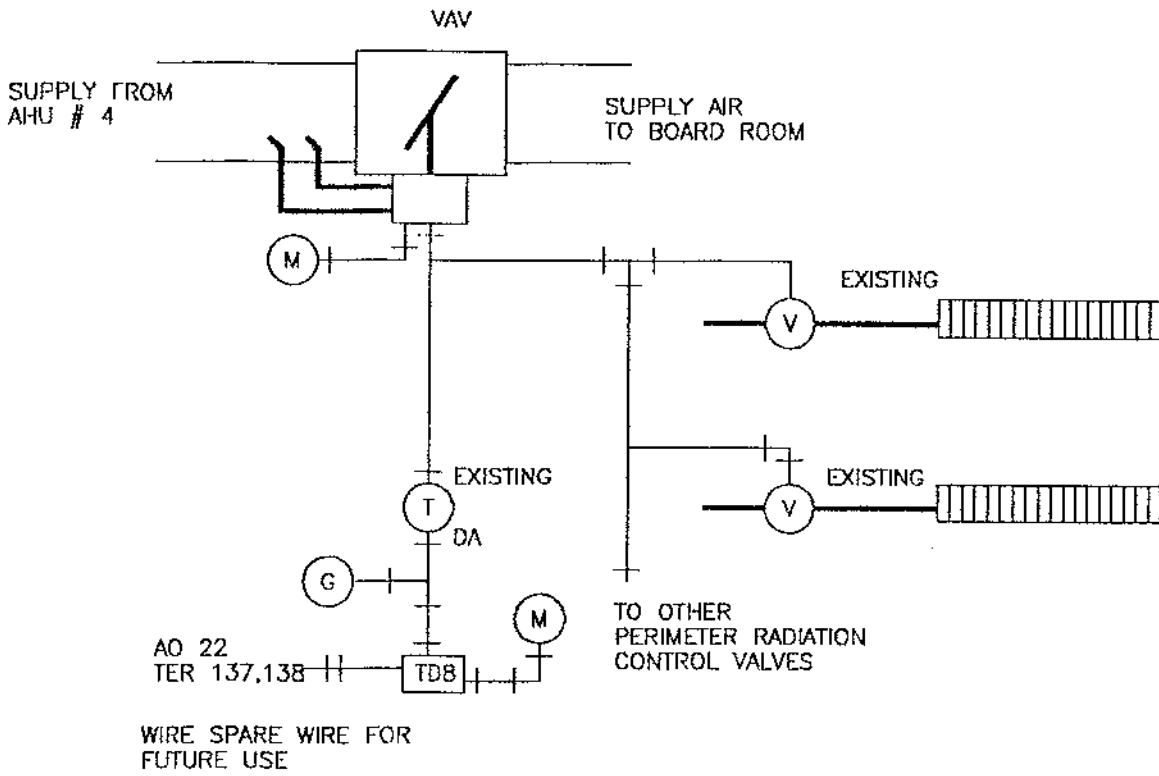 VAV
SUPPLY FROM
AHU # 4
SUPPLY AIR
TO BOARD ROOM
M
EXISTING
V
EXISTING
T
EXISTING
V
DA
G
M
TO OTHER
PERIMETER RADIATION
CONTROL VALVES
AO 22
TER 137,138
TD8
WIRE SPARE WIRE FOR
FUTURE USE